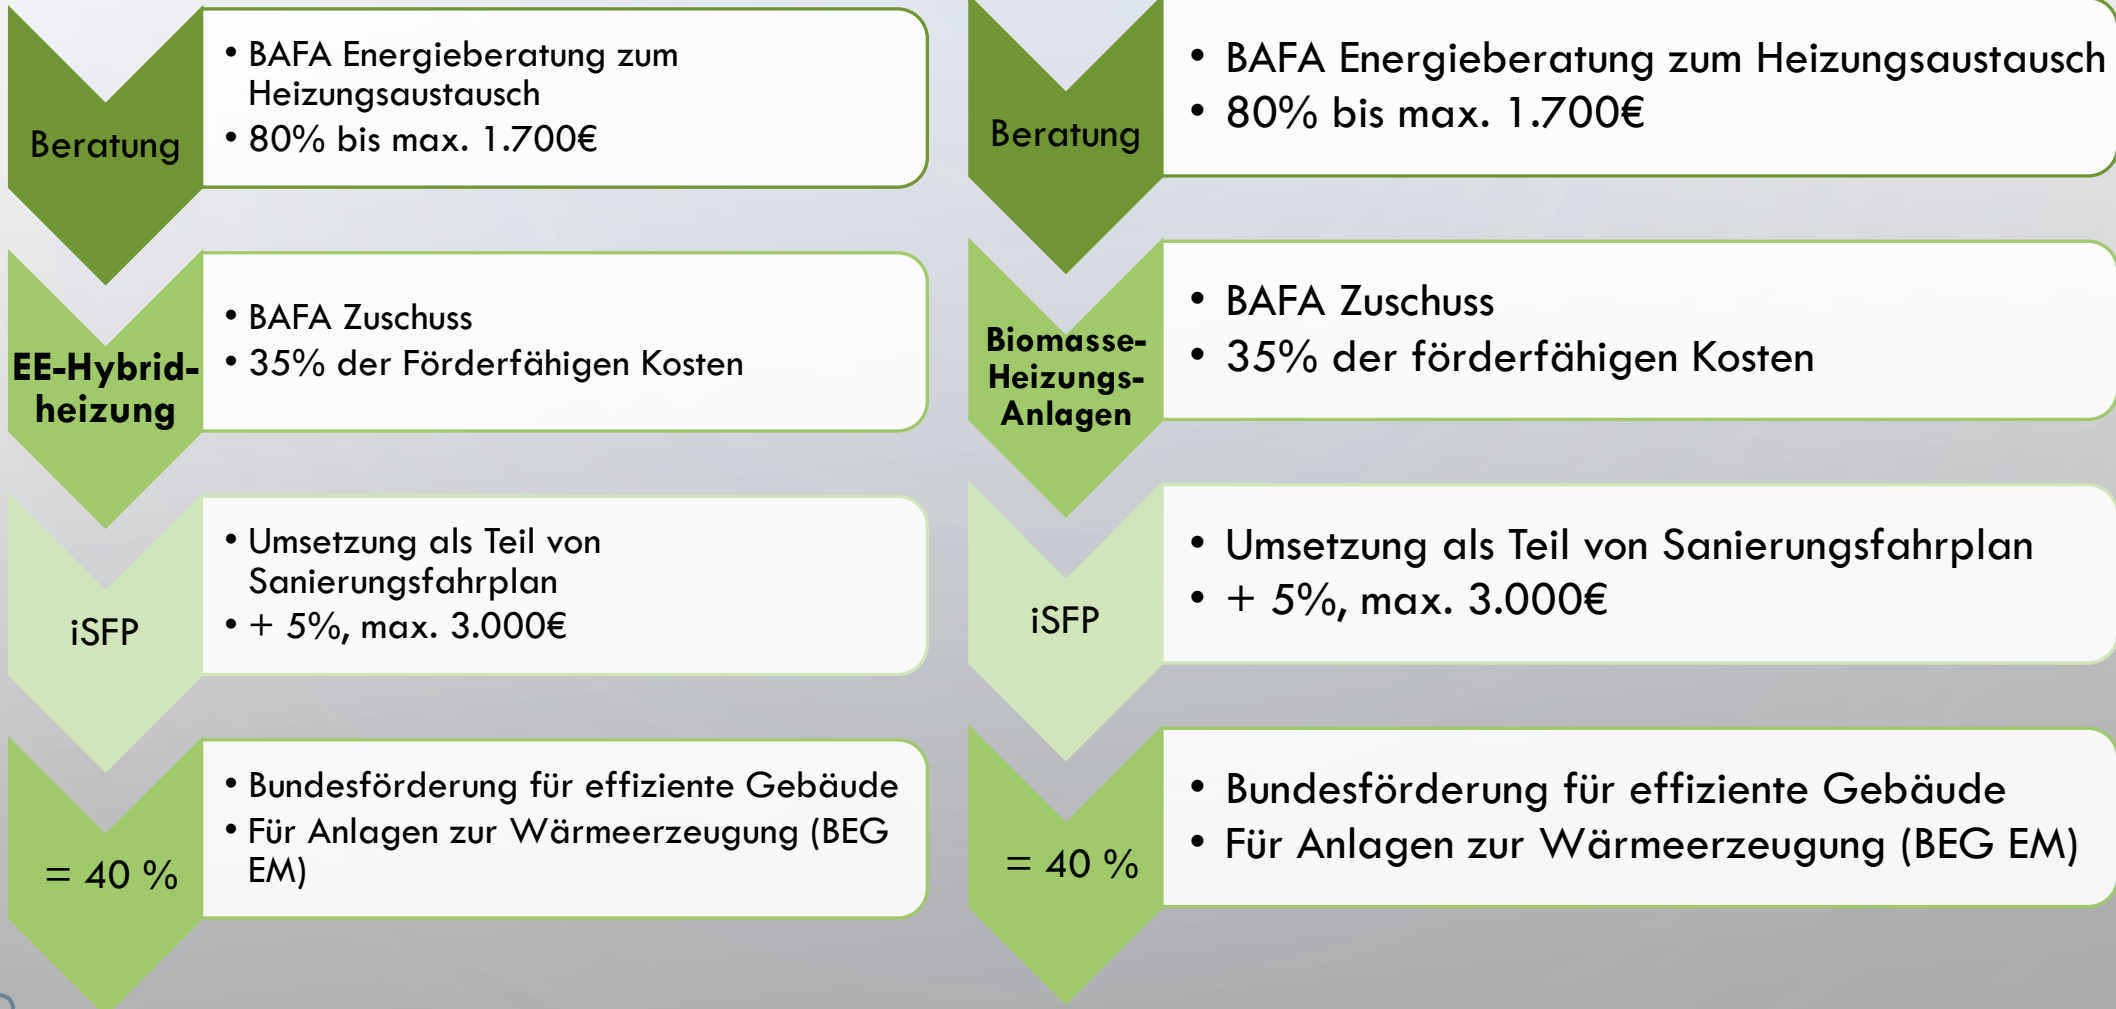 Beratung
• BAFA Energieberatung zum
Heizungsaustausch
• 80% bis max. 1.700€
EE-Hybrid-
heizung
• BAFA Zuschuss
• 35% der Förderfähigen Kosten
iSFP
• Umsetzung als Teil von
Sanierungsfahrplan
• + 5%, max. 3.000€
= 40 %
• Bundesförderung für effiziente Gebäude
• Für Anlagen zur Wärmeerzeugung (BEG
EM)
Beratung
• BAFA Energieberatung zum Heizungsaustausch
• 80% bis max. 1.700€
Biomasse-
Heizungs-
Anlagen
• BAFA Zuschuss
• 35% der förderfähigen Kosten
iSFP
• Umsetzung als Teil von Sanierungsfahrplan
• + 5%, max. 3.000€
= 40 %
• Bundesförderung für effiziente Gebäude
• Für Anlagen zur Wärmeerzeugung (BEG EM)